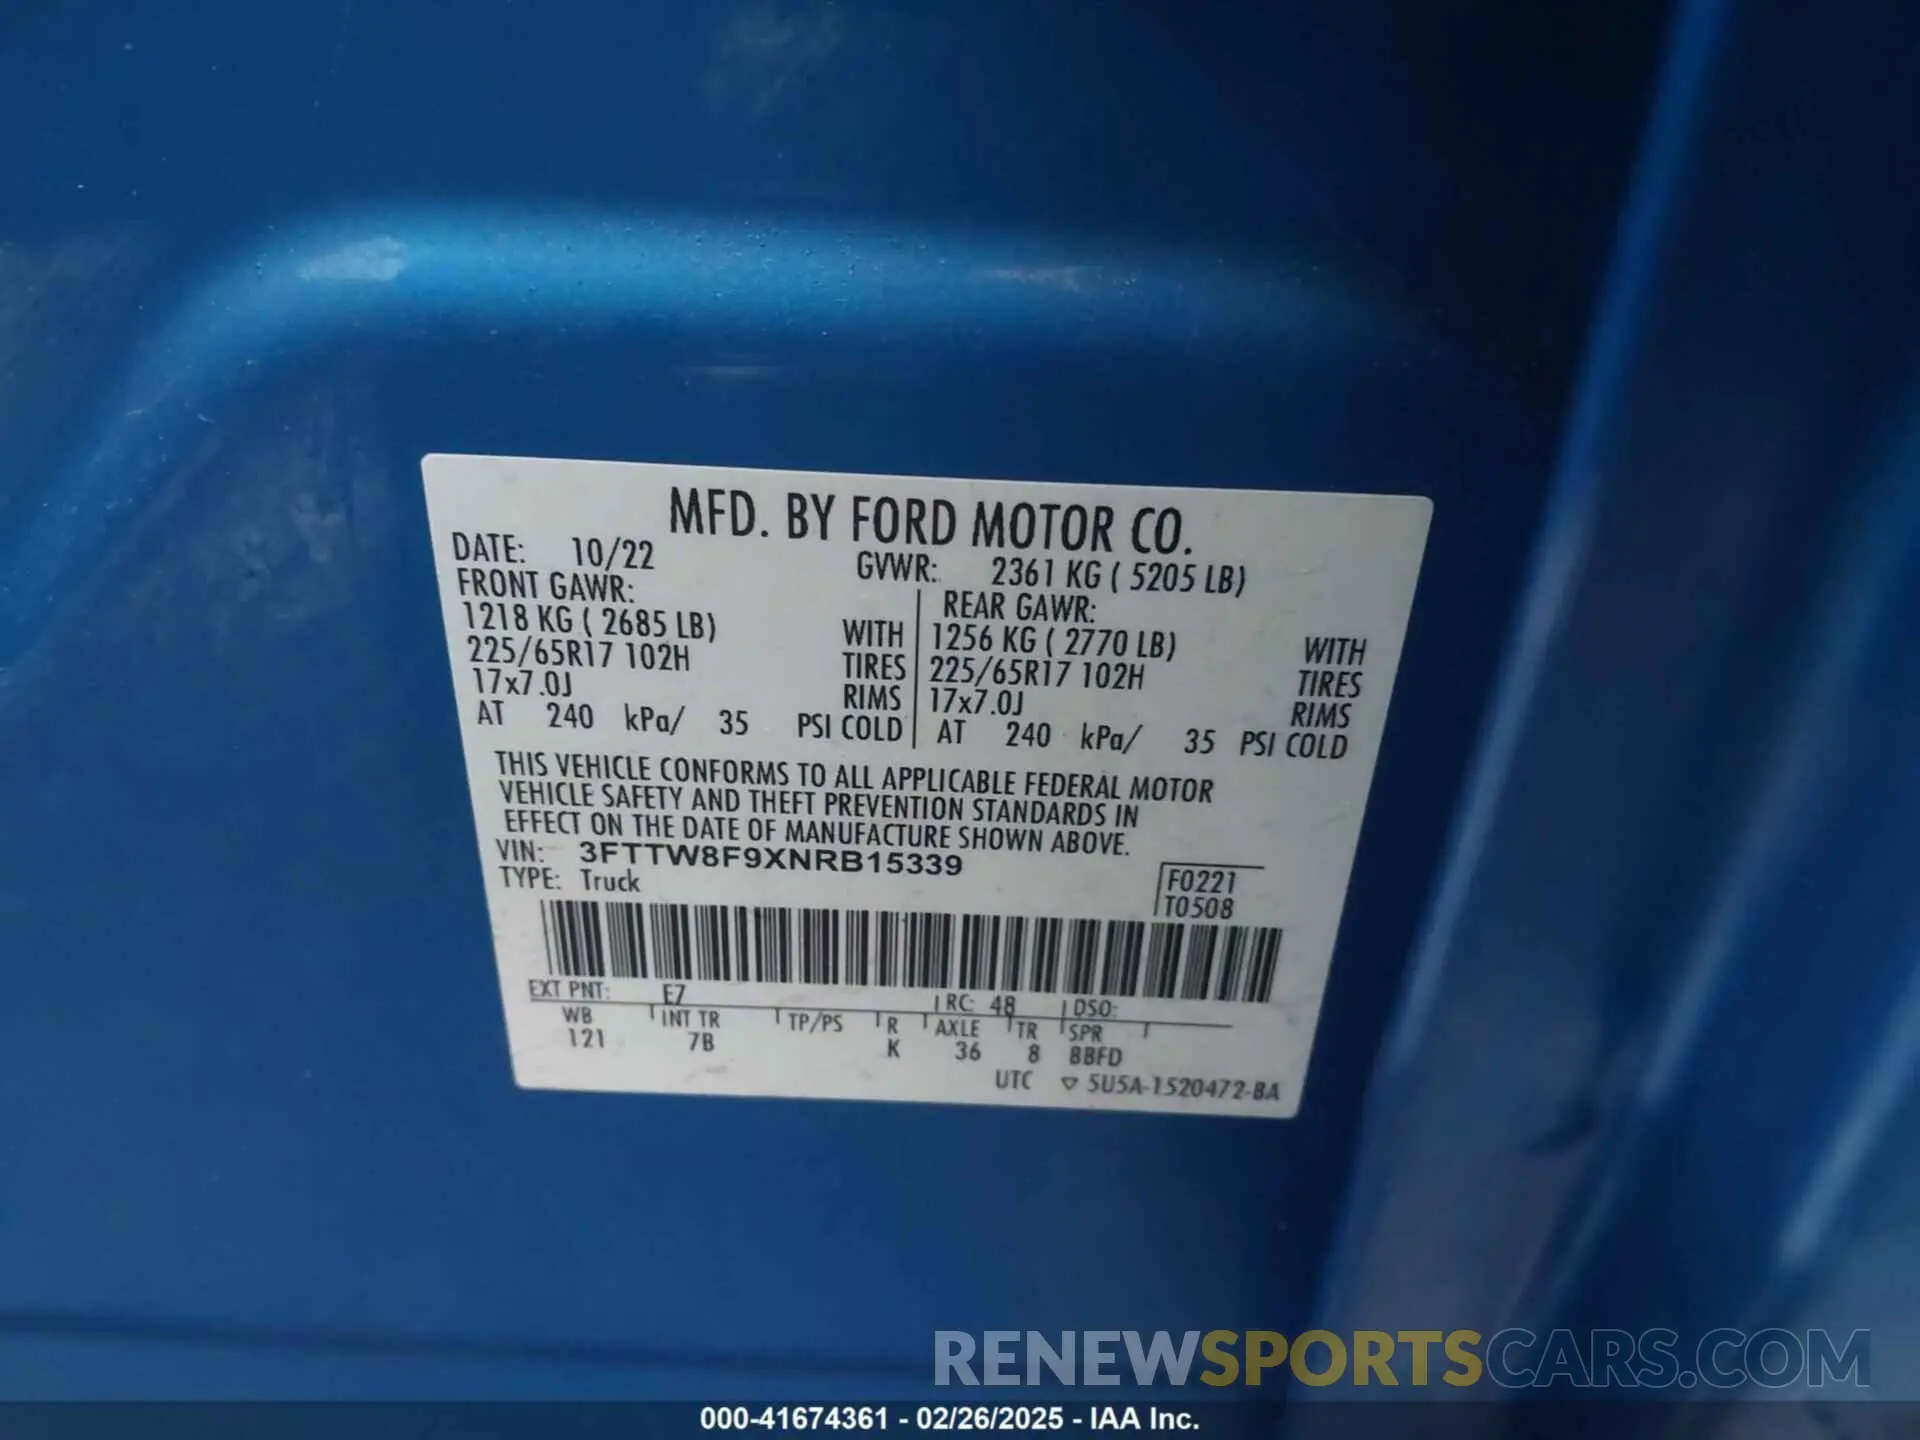 MFD. BY FORD MOTOR CO.
DATE: 10/22 GVWR: 2361 KG ( 5205 LB)
FRONT GAWR: REAR GAWR:
1218 KG ( 2685 LB) WITH 1256 KG ( 2770 LB) WITH
225/65R17 102H TIRES 225/65R17 102H TIRES
17x7.0J RIMS 17x7.0J RIMS
AT 240 kPa/ 35 PSI COLD AT 240 kPa/ 35 PSI COLD
THIS VEHICLE CONFORMS TO ALL APPLICABLE FEDERAL MOTOR
VEHICLE SAFETY AND THEFT PREVENTION STANDARDS IN
EFFECT ON THE DATE OF MANUFACTURE SHOWN ABOVE.
VIN: 3FTTW8F9XNRB15339
TYPE: Truck
F0221
T0508
EXT PNT: E7 RC: 48 DSO:
WB INT TR TP/PS R AXLE TR SPR
121 7B K 36 8 BBFD
UTC ▽ 5U5A-1520472-BA
RENEWSPORTSCARS.COM
000-41674361 - 02/26/2025 - IAA Inc.